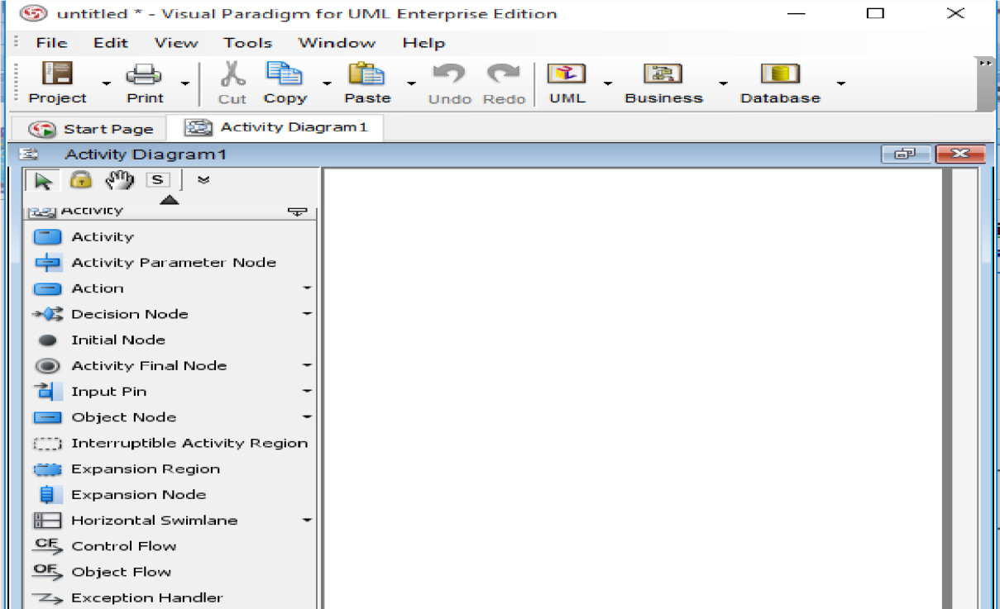 untitled * - Visual Paradigm for UML Enterprise Edition
File Edit View Tools Window Help
Project Print Cut Copy Paste Undo Redo UML Business Database
Start Page Activity Diagram1
Activity Diagram1
S
Activity
Activity
Activity Parameter Node
Action
Decision Node
Initial Node
Activity Final Node
Input Pin
Object Node
Interruptible Activity Region
Expansion Region
Expansion Node
Horizontal Swimlane
CF Control Flow
OF Object Flow
Exception Handler